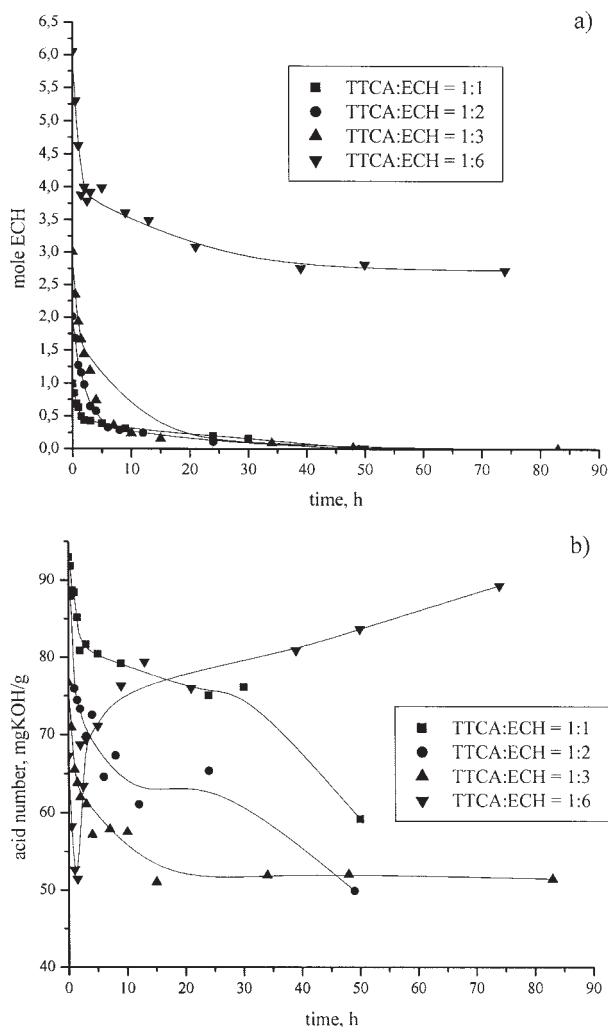 a)
6,5
6,0
5,5
5,0
4,5
4,0
3,5
3,0
2,5
2,0
1,5
1,0
0,5
0,0
mole ECH
TTCA:ECH = 1:1
TTCA:ECH = 1:2
TTCA:ECH = 1:3
TTCA:ECH = 1:6
0 10 20 30 40 50 60 70 80 90
time, h
b)
90
80
70
60
50
40
acid number, mgKOH/g
TTCA:ECH = 1:1
TTCA:ECH = 1:2
TTCA:ECH = 1:3
TTCA:ECH = 1:6
0 10 20 30 40 50 60 70 80 90
time, h